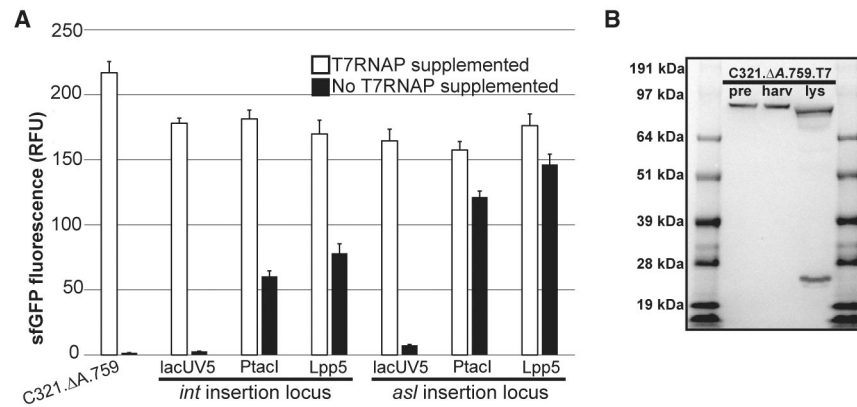 A
250
200
150
100
50
0
sfGFP fluorescence (RFU)
T7RNAP supplemented
No T7RNAP supplemented
C321.ΔA.759
lacUV5
PtacI
Lpp5
int insertion locus
lacUV5
PtacI
Lpp5
asl insertion locus
B
C321.ΔA.759.T7
pre harv lys
191 kDa
97 kDa
64 kDa
51 kDa
39 kDa
28 kDa
19 kDa